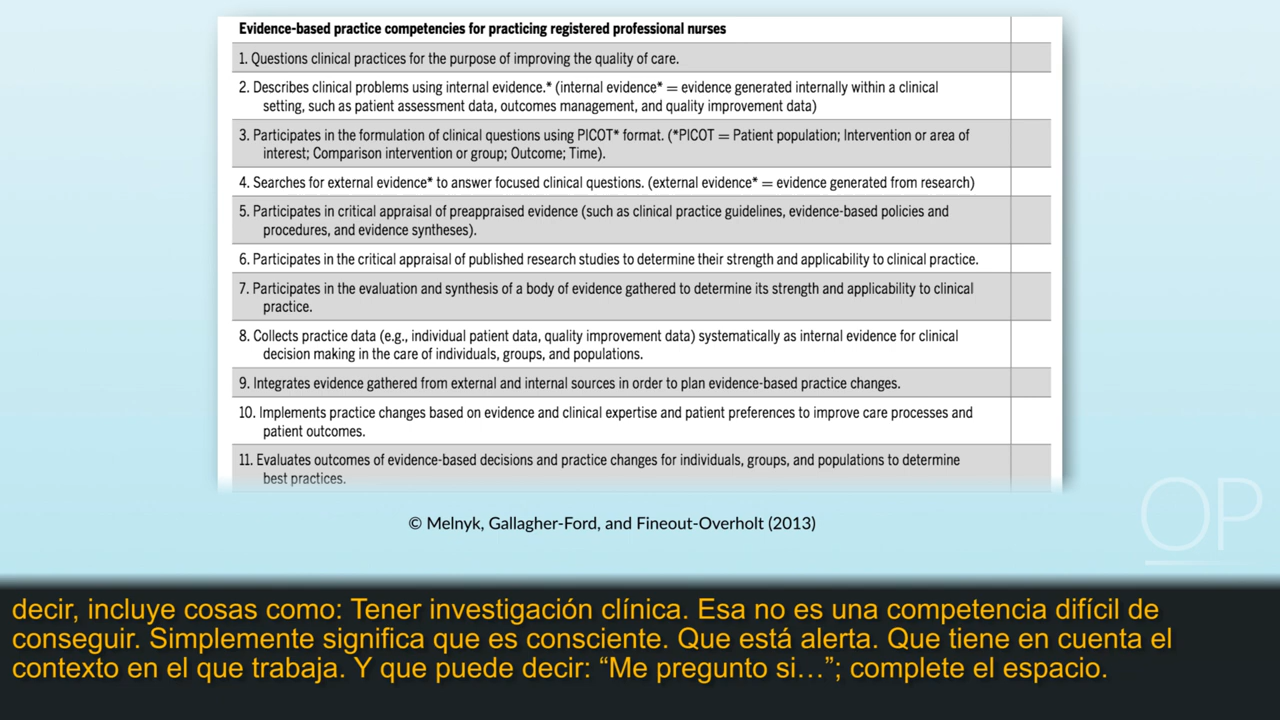 Evidence-based practice competencies for practicing registered professional nurses
1. Questions clinical practices for the purpose of improving the quality of care.
2. Describes clinical problems using internal evidence.* (internal evidence* = evidence generated internally within a clinical
setting, such as patient assessment data, outcomes management, and quality improvement data)
3. Participates in the formulation of clinical questions using PICOT* format. (*PICOT = Patient population; Intervention or area of
interest; Comparison intervention or group; Outcome; Time).
4. Searches for external evidence* to answer focused clinical questions. (external evidence* = evidence generated from research)
5. Participates in critical appraisal of preappraised evidence (such as clinical practice guidelines, evidence-based policies and
procedures, and evidence syntheses).
6. Participates in the critical appraisal of published research studies to determine their strength and applicability to clinical practice.
7. Participates in the evaluation and synthesis of a body of evidence gathered to determine its strength and applicability to clinical
practice.
8. Collects practice data (e.g., individual patient data, quality improvement data) systematically as internal evidence for clinical
decision making in the care of individuals, groups, and populations.
9. Integrates evidence gathered from external and internal sources in order to plan evidence-based practice changes.
10. Implements practice changes based on evidence and clinical expertise and patient preferences to improve care processes and
patient outcomes.
11. Evaluates outcomes of evidence-based decisions and practice changes for individuals, groups, and populations to determine
best practices.
© Melnyk, Gallagher-Ford, and Fineout-Overholt (2013)
OP
decir, incluye cosas como: Tener investigación clínica. Esa no es una competencia difícil de
conseguir. Simplemente significa que es consciente. Que está alerta. Que tiene en cuenta el
contexto en el que trabaja. Y que puede decir: “Me pregunto si…”; complete el espacio.